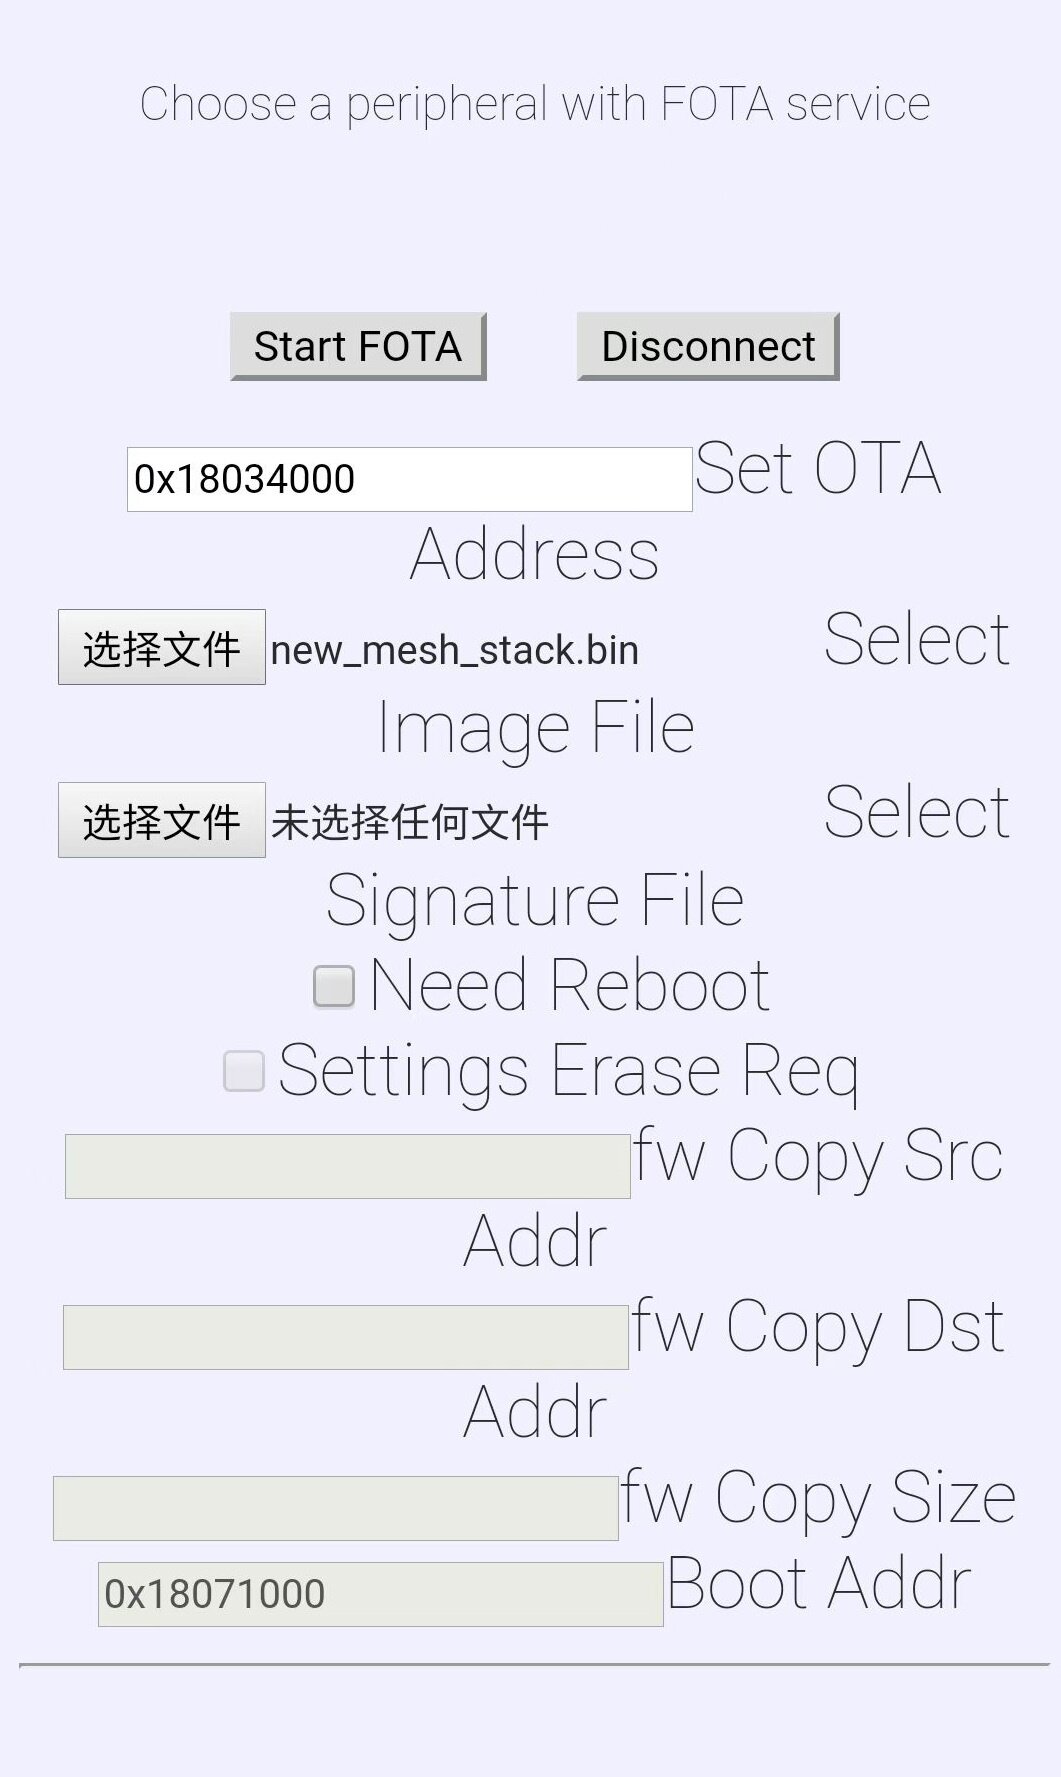 Choose a peripheral with FOTA service
Start FOTA Disconnect
0x18034000 Set OTA
Address
选择文件 new_mesh_stack.bin Select
Image File
选择文件 未选择任何文件 Select
Signature File
Need Reboot
Settings Erase Req
fw Copy Src
Addr
fw Copy Dst
Addr
fw Copy Size
0x18071000 Boot Addr